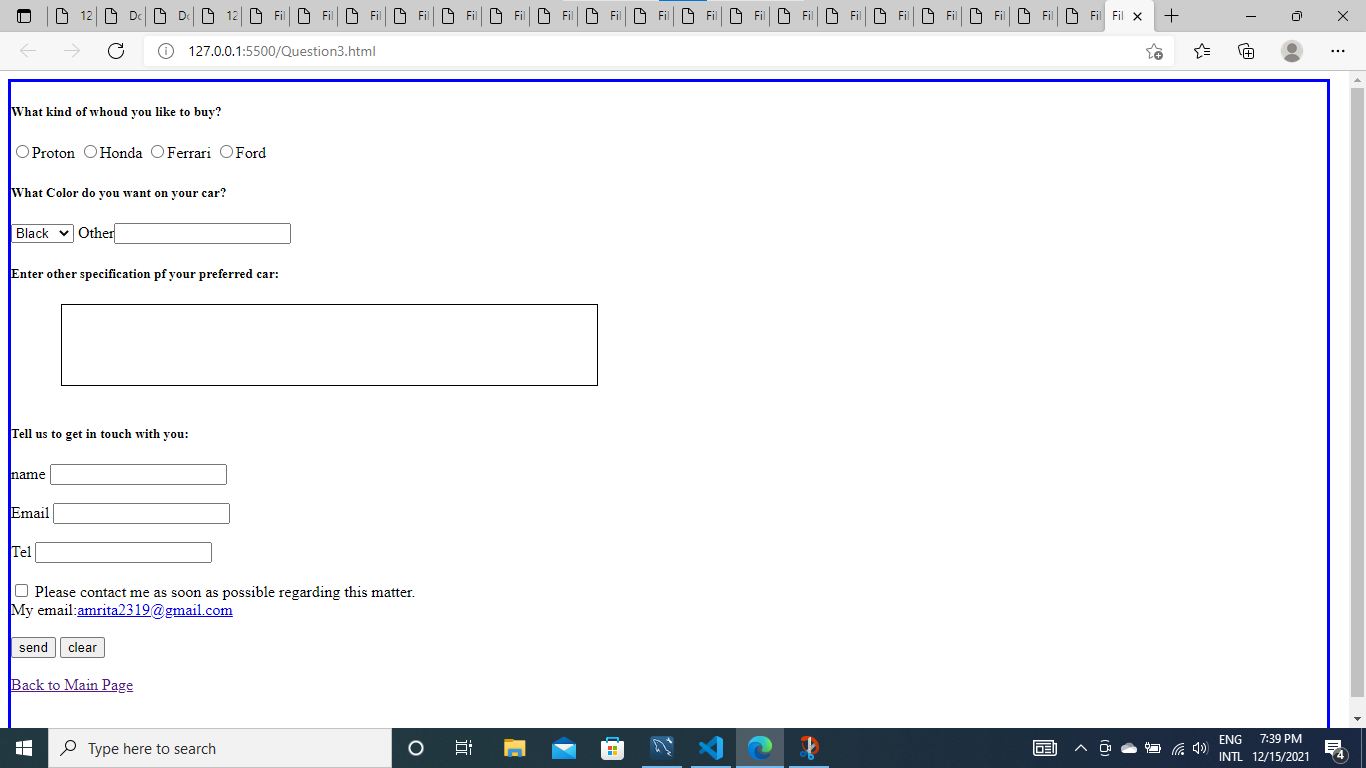 12 Do Do 12 Fil Fil Fil Fil Fil Fil Fil Fil Fil Fil Fil Fil Fil Fil Fil Fil Fil Fil Fil
127.0.0.1:5500/Question3.html
What kind of whoud you like to buy?
Proton Honda Ferrari Ford
What Color do you want on your car?
Black Other
Enter other specification pf your preferred car:
Tell us to get in touch with you:
name
Email
Tel
Please contact me as soon as possible regarding this matter.
My email:amrita2319@gmail.com
send clear
Back to Main Page
Type here to search
ENG 7:39 PM
INTL 12/15/2021 4